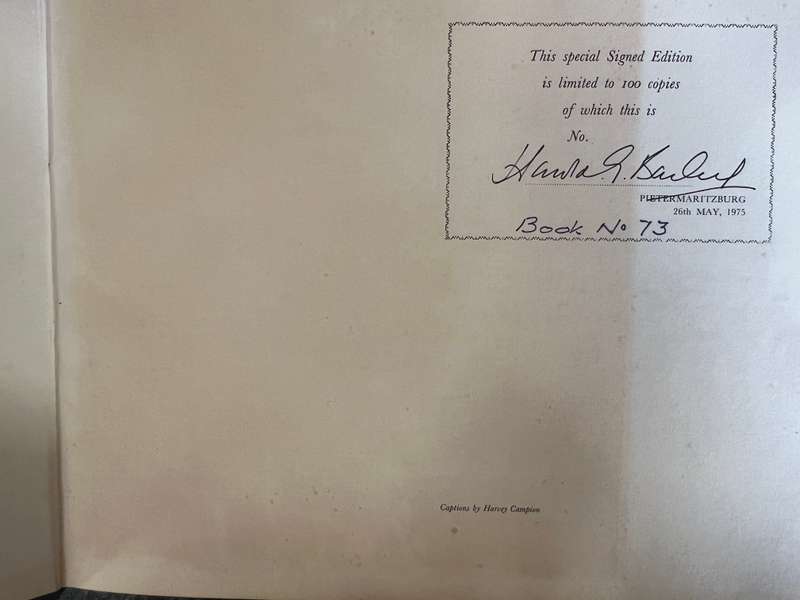 This special Signed Edition
is limited to 100 copies
of which this is
No.
PIETERMARITZBURG
26th MAY, 1975
Book No 73
Captions by Harvey Campion